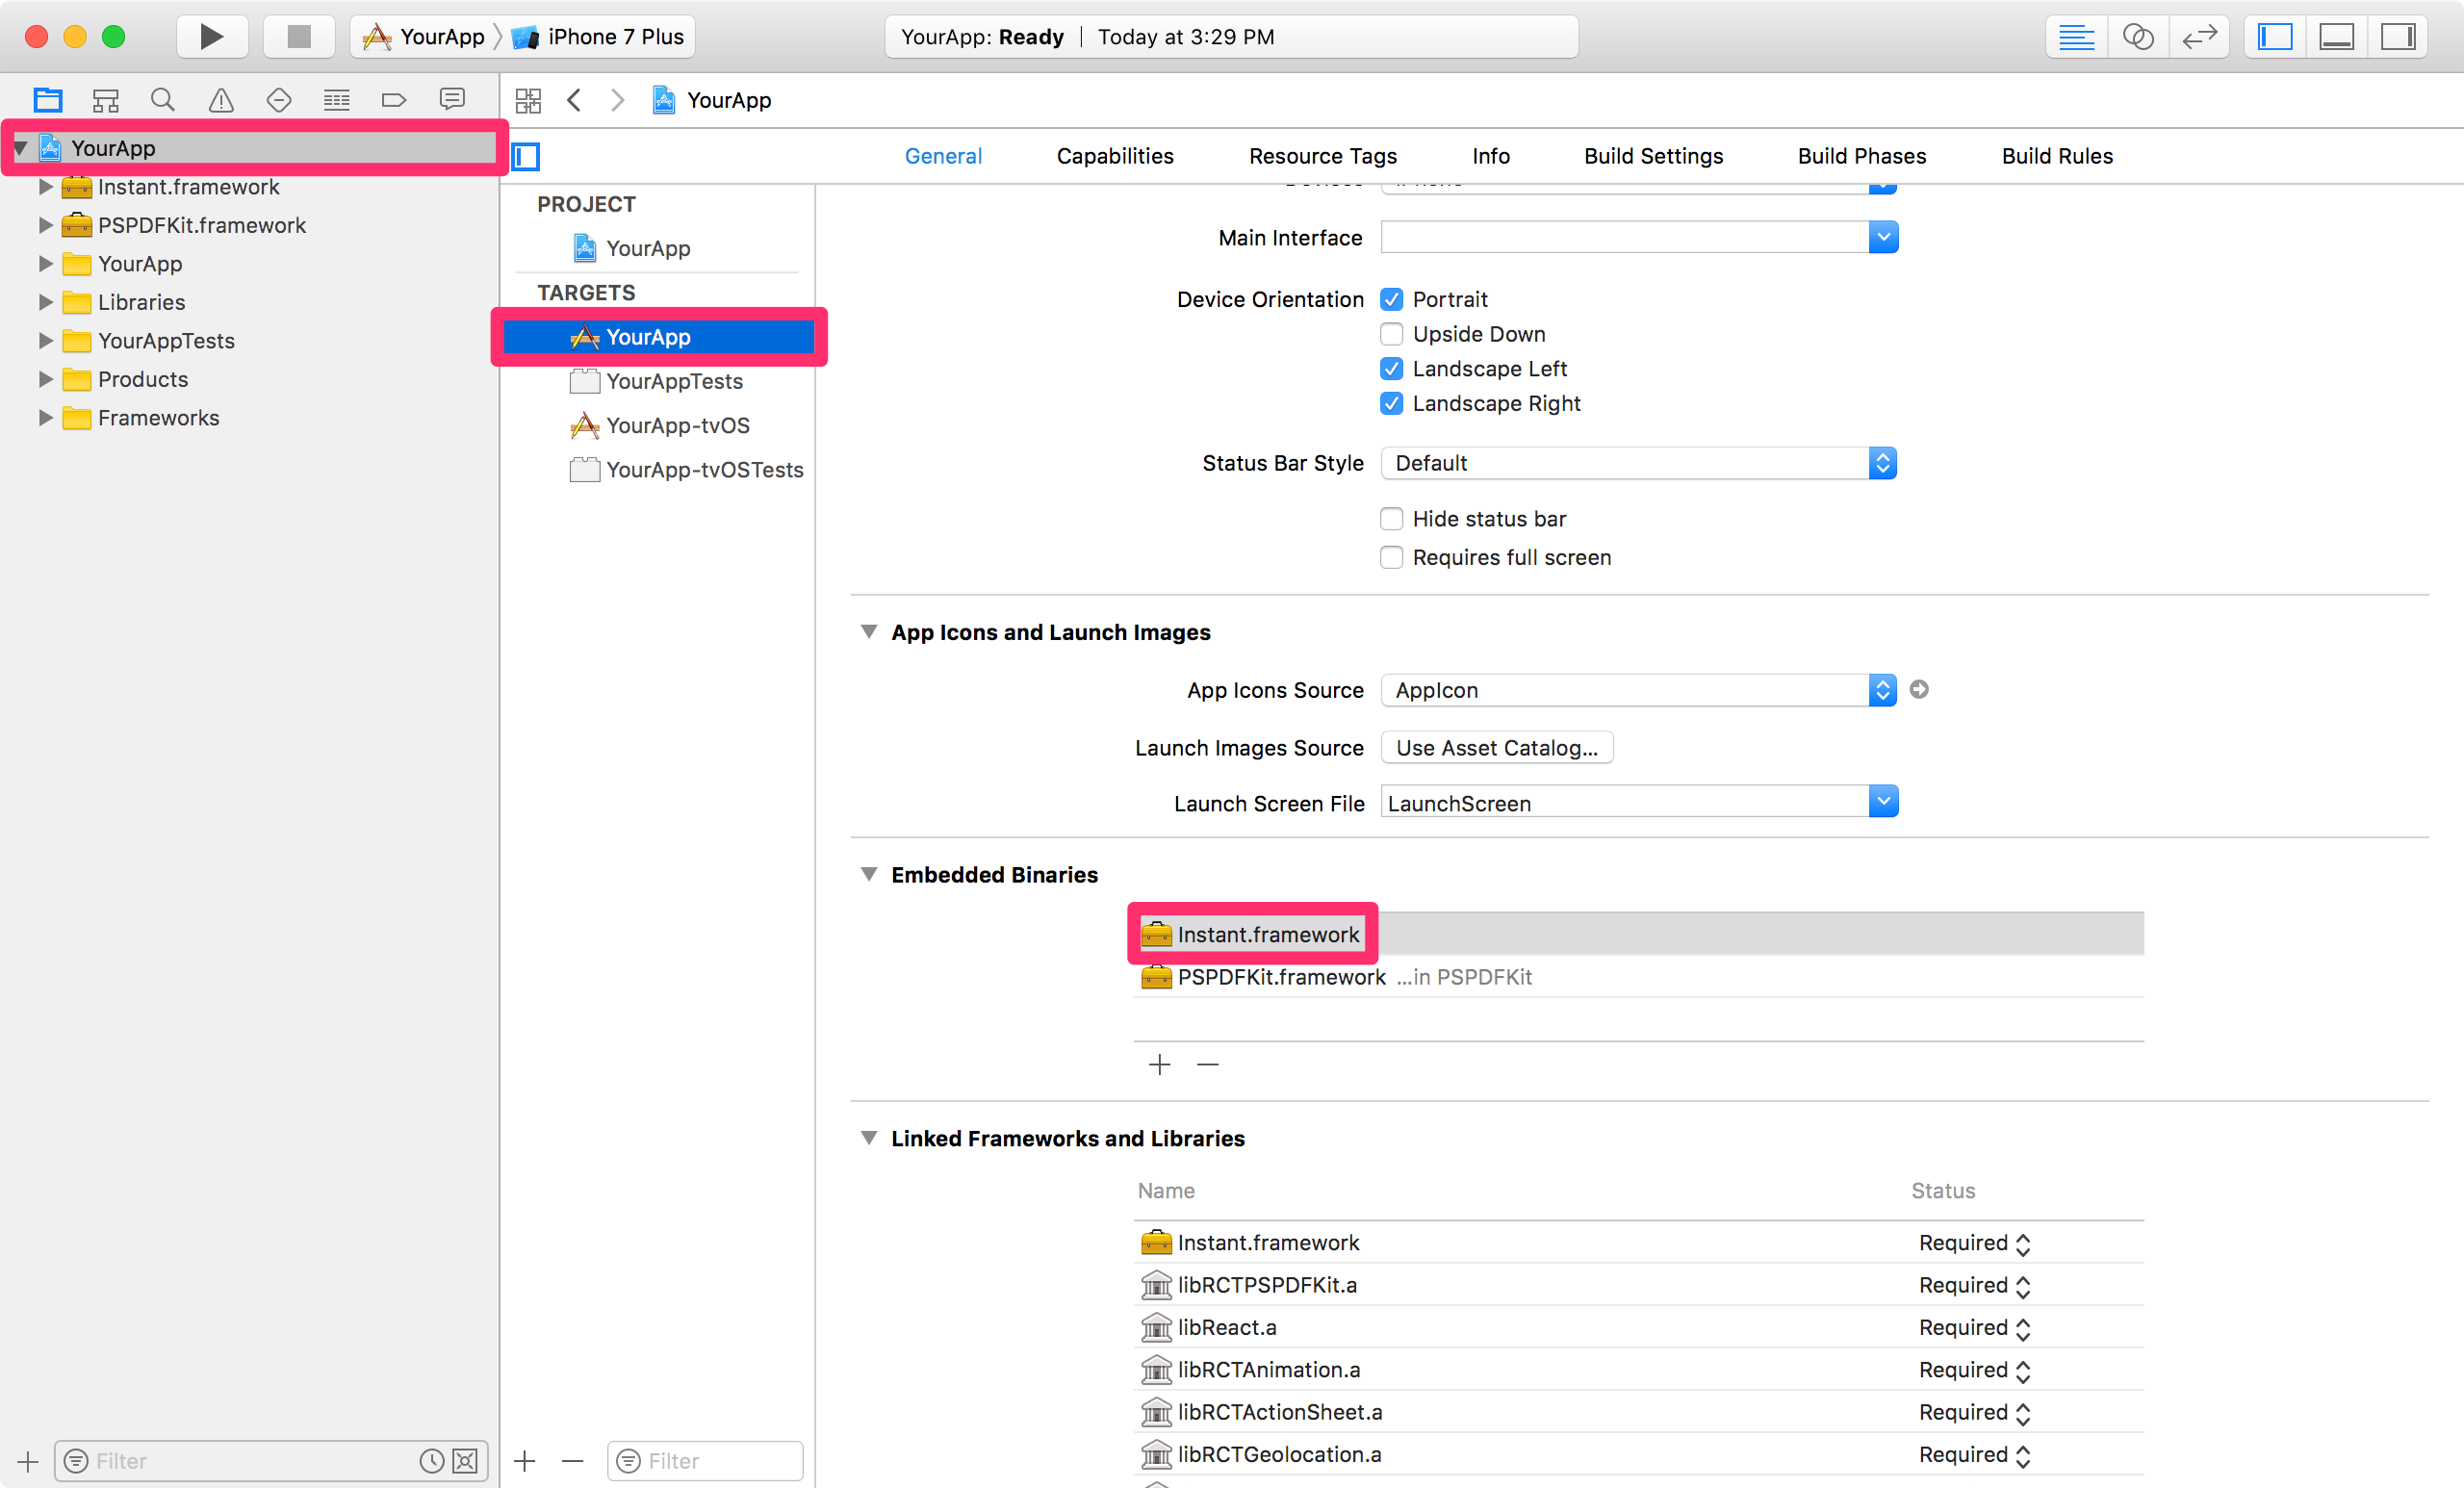 YourApp
iPhone 7 Plus
YourApp: Ready
Today at 3:29 PM
YourApp
Instant.framework
PSPDFKit.framework
YourApp
Libraries
YourAppTests
Products
Frameworks
Filter
YourApp
General
Capabilities
Resource Tags
Info
Build Settings
Build Phases
Build Rules
PROJECT
YourApp
TARGETS
YourApp
YourAppTests
YourApp-tvOS
YourApp-tvOSTests
Filter
Main Interface
Device Orientation
Portrait
Upside Down
Landscape Left
Landscape Right
Status Bar Style
Default
Hide status bar
Requires full screen
App Icons and Launch Images
App Icons Source
AppIcon
Launch Images Source
Use Asset Catalog...
Launch Screen File
LaunchScreen
Embedded Binaries
Instant.framework
PSPDFKit.framework ...in PSPDFKit
Linked Frameworks and Libraries
Name Status
Instant.framework Required
libRCTPSPDFKit.a Required
libReact.a Required
libRCTAnimation.a Required
libRCTActionSheet.a Required
libRCTGeolocation.a Required